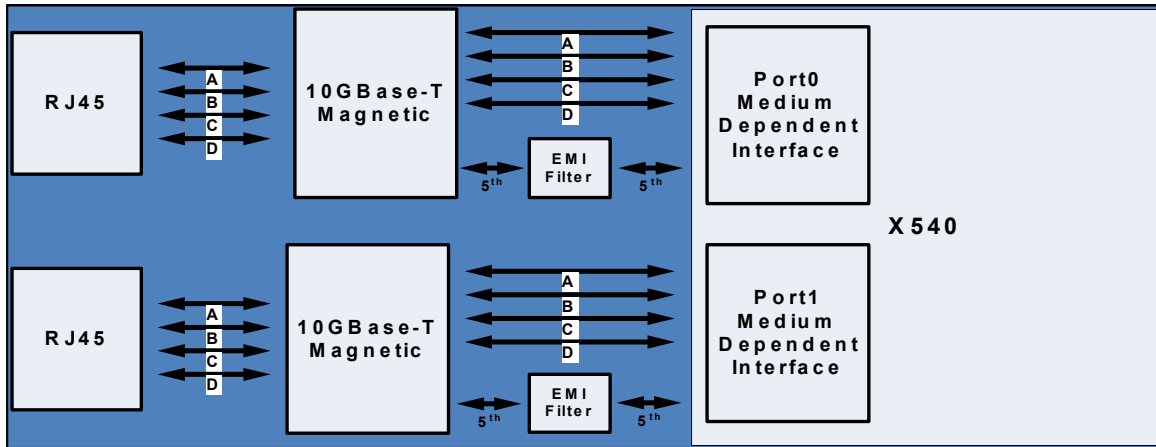 RJ45
A
B
C
D
10GBase-T
Magnetic
A
B
C
D
5th
EMI
Filter
5th
Port0
Medium
Dependent
Interface
X540
RJ45
A
B
C
D
10GBase-T
Magnetic
A
B
C
D
5th
EMI
Filter
5th
Port1
Medium
Dependent
Interface